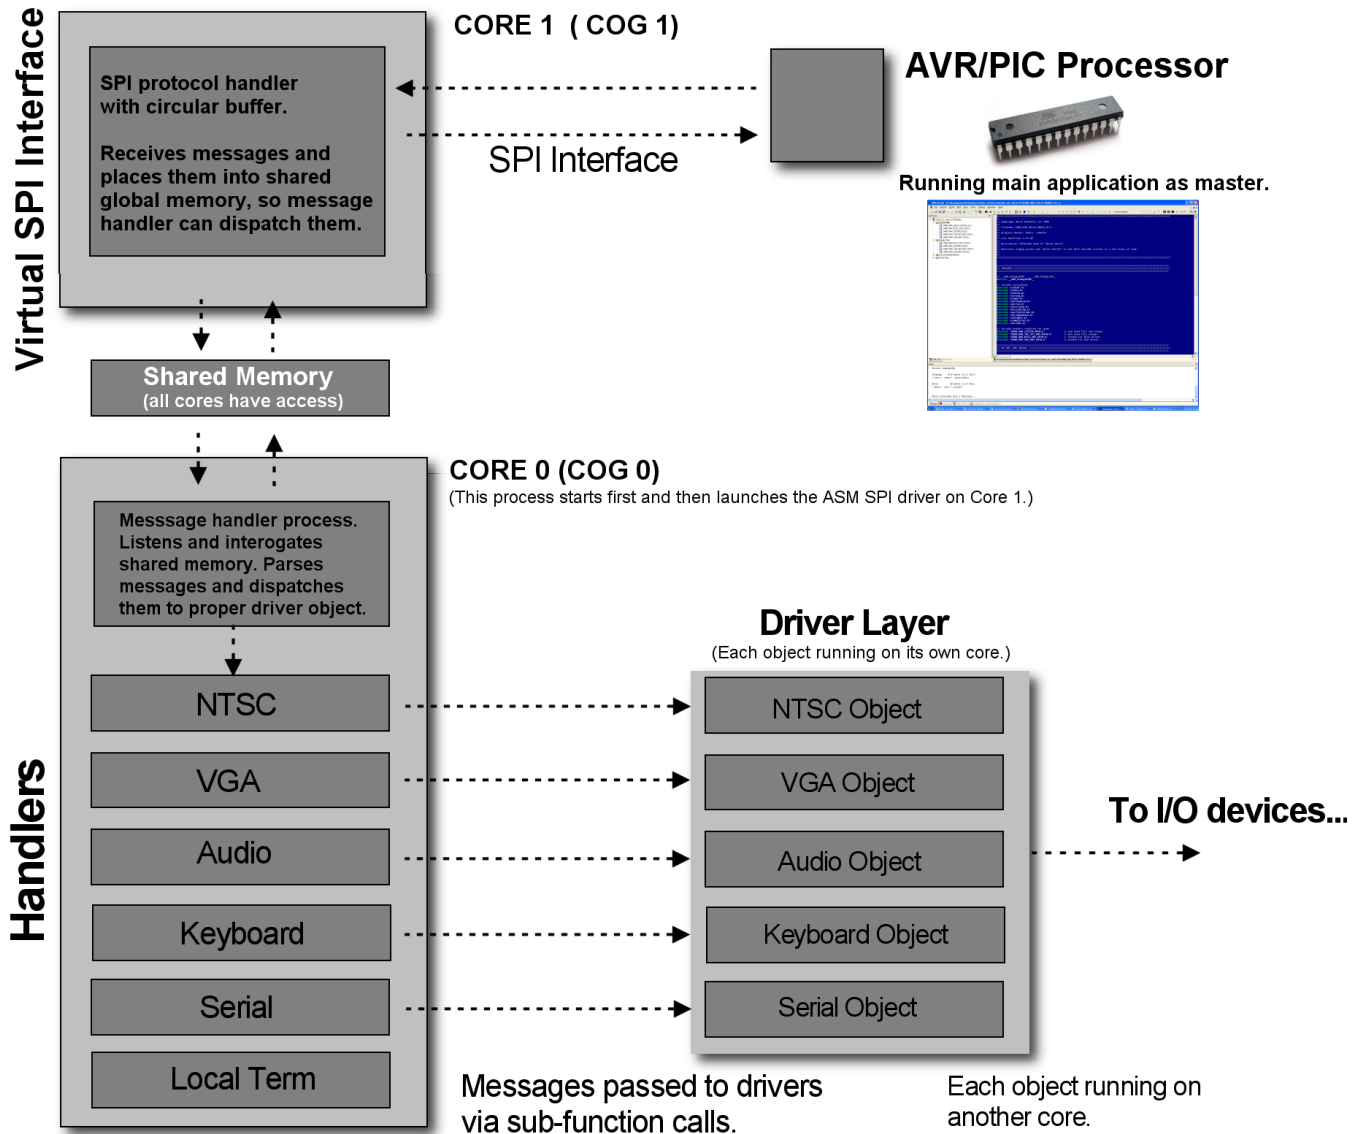 Virtual SPI Interface
CORE 1 ( COG 1)
SPI protocol handler
with circular buffer.
Receives messages and
places them into shared
global memory, so message
handler can dispatch them.
SPI Interface
AVR/PIC Processor
Running main application as master.
Shared Memory
(all cores have access)
CORE 0 (COG 0)
(This process starts first and then launches the ASM SPI driver on Core 1.)
Messsage handler process.
Listens and interogates
shared memory. Parses
messages and dispatches
them to proper driver object.
Handlers
NTSC
VGA
Audio
Keyboard
Serial
Local Term
Driver Layer
(Each object running on its own core.)
NTSC Object
VGA Object
Audio Object
Keyboard Object
Serial Object
To I/O devices...
Messages passed to drivers
via sub-function calls.
Each object running on
another core.